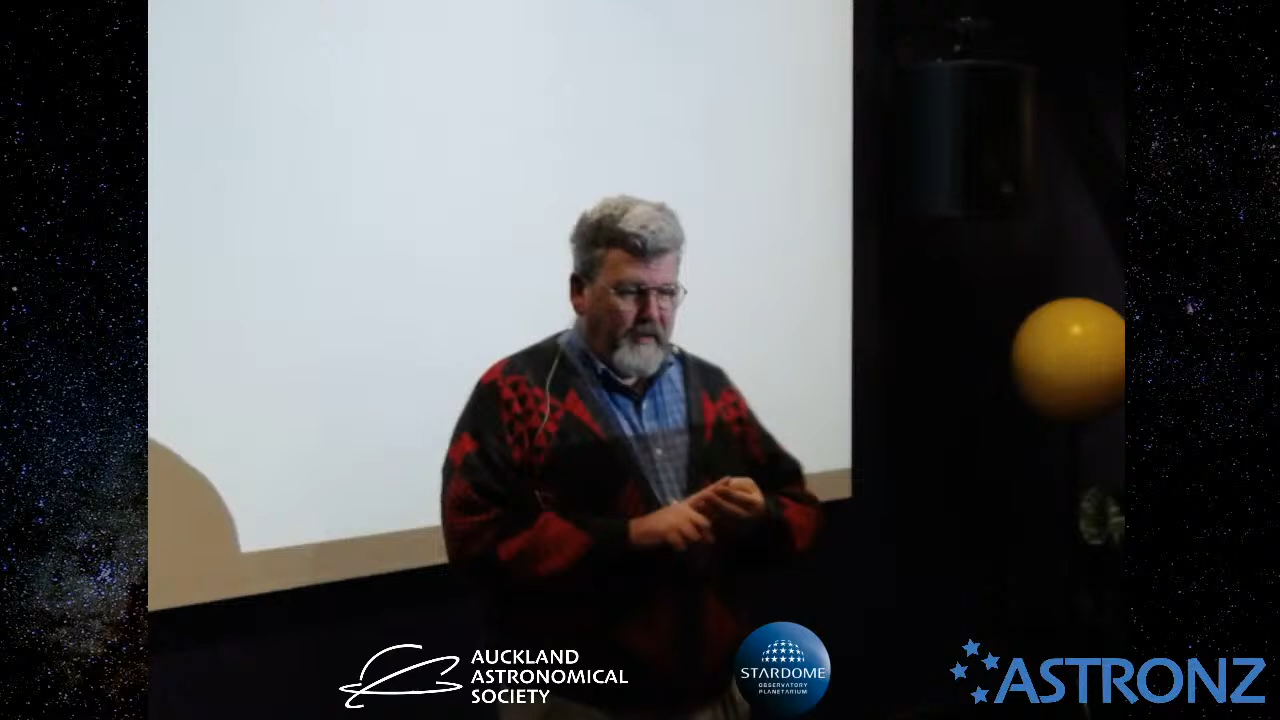 AUCKLAND
ASTRONOMICAL
SOCIETY
STARDOME
OBSERVATORY
PLANETARIUM
ASTRONZ